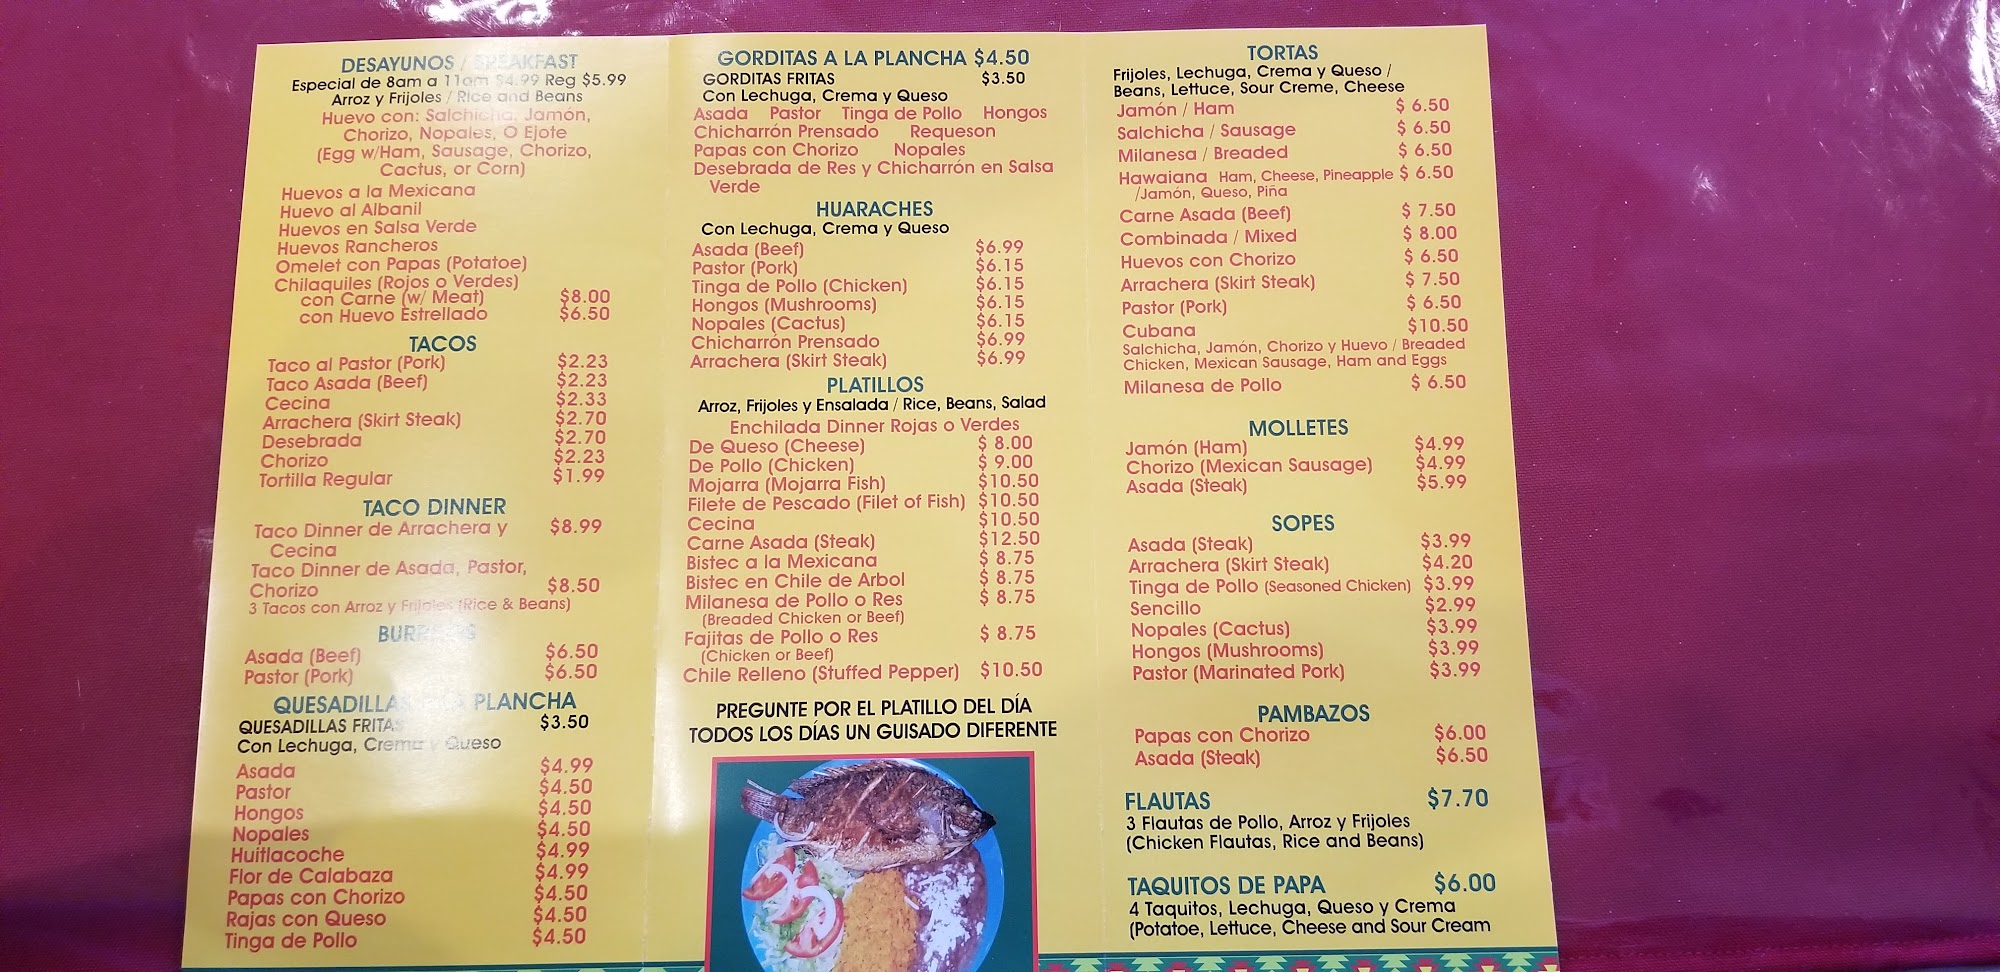 DESAYUNOS / BREAKFAST
Especial de 8am a 11am $4.99 Reg $5.99
Arroz y Frijoles / Rice and Beans
Huevo con: Salchicha, Jamón,
Chorizo, Nopales, O Ejote
(Egg w/Ham, Sausage, Chorizo,
Cactus, or Corn)
Huevos a la Mexicana
Huevo al Albanil
Huevos en Salsa Verde
Huevos Rancheros
Omelet con Papas (Potatoe)
Chilaquiles (Rojos o Verdes)
con Carne (w/ Meat) $8.00
con Huevo Estrellado $6.50
TACOS
Taco al Pastor (Pork) $2.23
Taco Asada (Beef) $2.23
Cecina $2.33
Arrachera (Skirt Steak) $2.70
Desebrada $2.70
Chorizo $2.23
Tortilla Regular $1.99
TACO DINNER
Taco Dinner de Arrachera y $8.99
Cecina
Taco Dinner de Asada, Pastor,
Chorizo $8.50
3 Tacos con Arroz y Frijoles (Rice & Beans)
BURRITOS
Asada (Beef) $6.50
Pastor (Pork) $6.50
QUESADILLAS PLANCHA
QUESADILLAS FRITAS $3.50
Con Lechuga, Crema y Queso
Asada $4.99
Pastor $4.50
Hongos $4.50
Nopales $4.50
Huitlacoche $4.99
Flor de Calabaza $4.99
Papas con Chorizo $4.50
Rajas con Queso $4.50
Tinga de Pollo $4.50
GORDITAS A LA PLANCHA $4.50
GORDITAS FRITAS $3.50
Con Lechuga, Crema y Queso
Asada Pastor Tinga de Pollo Hongos
Chicharrón Prensado Requeson
Papas con Chorizo Nopales
Desebrada de Res y Chicharrón en Salsa
Verde
HUARACHES
Con Lechuga, Crema y Queso
Asada (Beef) $6.99
Pastor (Pork) $6.15
Tinga de Pollo (Chicken) $6.15
Hongos (Mushrooms) $6.15
Nopales (Cactus) $6.15
Chicharrón Prensado $6.99
Arrachera (Skirt Steak) $6.99
PLATILLOS
Arroz, Frijoles y Ensalada / Rice, Beans, Salad
Enchilada Dinner Rojas o Verdes
De Queso (Cheese) $ 8.00
De Pollo (Chicken) $ 9.00
Mojarra (Mojarra Fish) $10.50
Filete de Pescado (Filet of Fish) $10.50
Cecina $10.50
Carne Asada (Steak) $12.50
Bistec a la Mexicana $ 8.75
Bistec en Chile de Arbol $ 8.75
Milanesa de Pollo o Res $ 8.75
(Breaded Chicken or Beef)
Fajitas de Pollo o Res $ 8.75
(Chicken or Beef)
Chile Relleno (Stuffed Pepper) $10.50
PREGUNTE POR EL PLATILLO DEL DÍA
TODOS LOS DÍAS UN GUISADO DIFERENTE
TORTAS
Frijoles, Lechuga, Crema y Queso /
Beans, Lettuce, Sour Creme, Cheese
Jamón / Ham $ 6.50
Salchicha / Sausage $ 6.50
Milanesa / Breaded $ 6.50
Hawaiana Ham, Cheese, Pineapple $ 6.50
/Jamón, Queso, Piña
Carne Asada (Beef) $ 7.50
Combinada / Mixed $ 8.00
Huevos con Chorizo $ 6.50
Arrachera (Skirt Steak) $ 7.50
Pastor (Pork) $ 6.50
Cubana $10.50
Salchicha, Jamón, Chorizo y Huevo / Breaded
Chicken, Mexican Sausage, Ham and Eggs
Milanesa de Pollo $ 6.50
MOLLETES
Jamón (Ham) $4.99
Chorizo (Mexican Sausage) $4.99
Asada (Steak) $5.99
SOPES
Asada (Steak) $3.99
Arrachera (Skirt Steak) $4.20
Tinga de Pollo (Seasoned Chicken) $3.99
Sencillo $2.99
Nopales (Cactus) $3.99
Hongos (Mushrooms) $3.99
Pastor (Marinated Pork) $3.99
PAMBAZOS
Papas con Chorizo $6.00
Asada (Steak) $6.50
FLAUTAS $7.70
3 Flautas de Pollo, Arroz y Frijoles
(Chicken Flautas, Rice and Beans)
TAQUITOS DE PAPA $6.00
4 Taquitos, Lechuga, Queso y Crema
(Potatoe, Lettuce, Cheese and Sour Cream